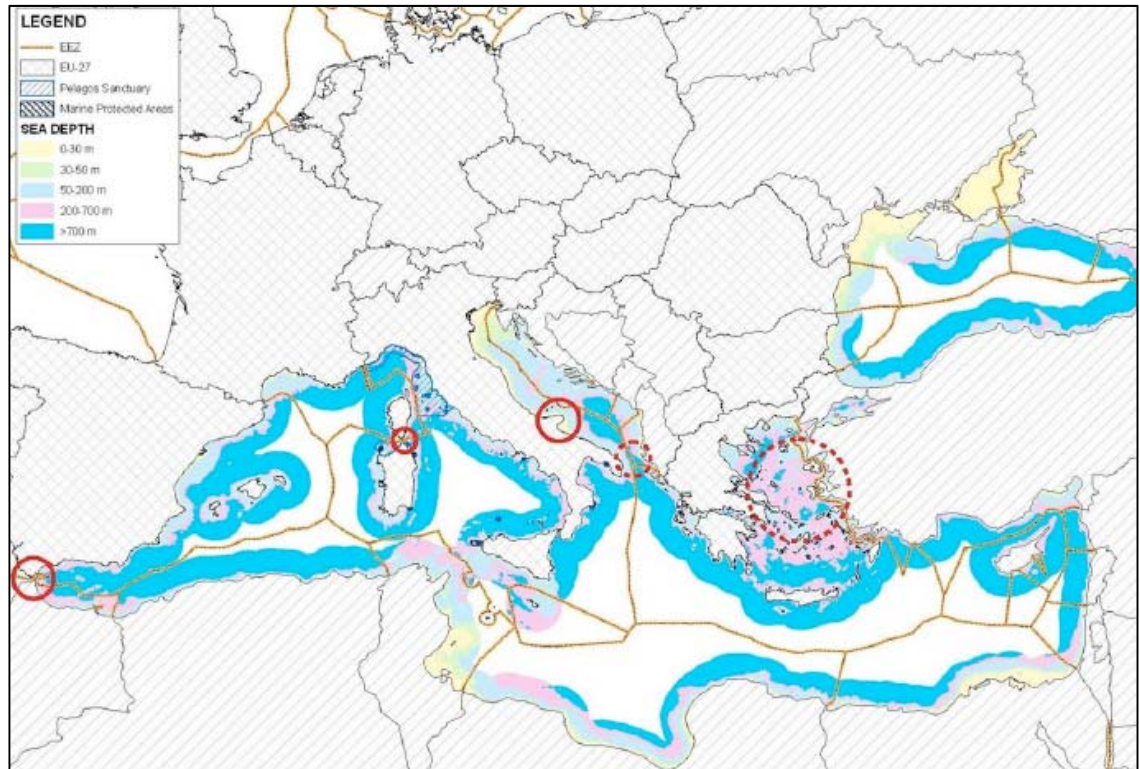 LEGEND
EEZ
EU-27
Pelagos Sanctuary
Marine Protected Areas
SEA DEPTH
0-30 m
30-50 m
50-200 m
200-700 m
>700 m